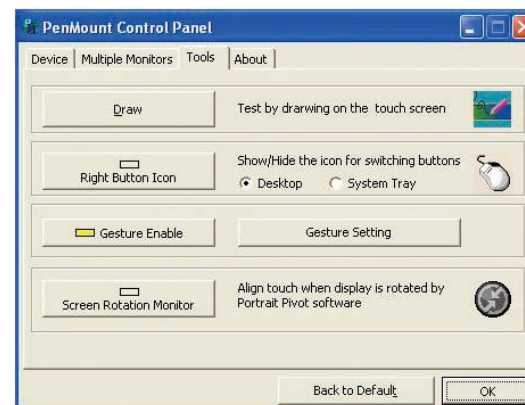 PenMount Control Panel
Device Multiple Monitors Tools About
Draw
Test by drarwing on the touch screen
Right Button Icon
Show/Hide the icon for switching buttons
Desktop System Tray
Gesture Enable
Gesture Setting
Screen Rotation Monitor
Align touch when display is rotated by
Portrait Pivot software
Back to Default
OK